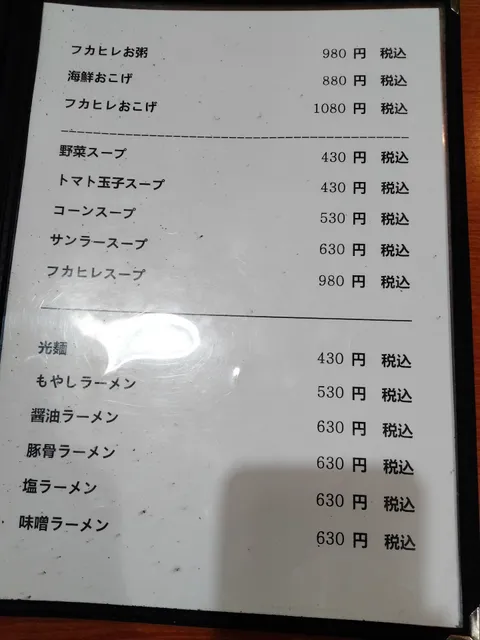 フカヒレお粥 980 円 税込
海鮮おこげ 880 円 税込
フカヒレおこげ 1080 円 税込
野菜スープ 430 円 税込
トマト玉子スープ 430 円 税込
コーンスープ 530 円 税込
サンラースープ 630 円 税込
フカヒレスープ 980 円 税込
光麺 430 円 税込
もやしラーメン 530 円 税込
醤油ラーメン 630 円 税込
豚骨ラーメン 630 円 税込
塩ラーメン 630 円 税込
味噌ラーメン 630 円 税込